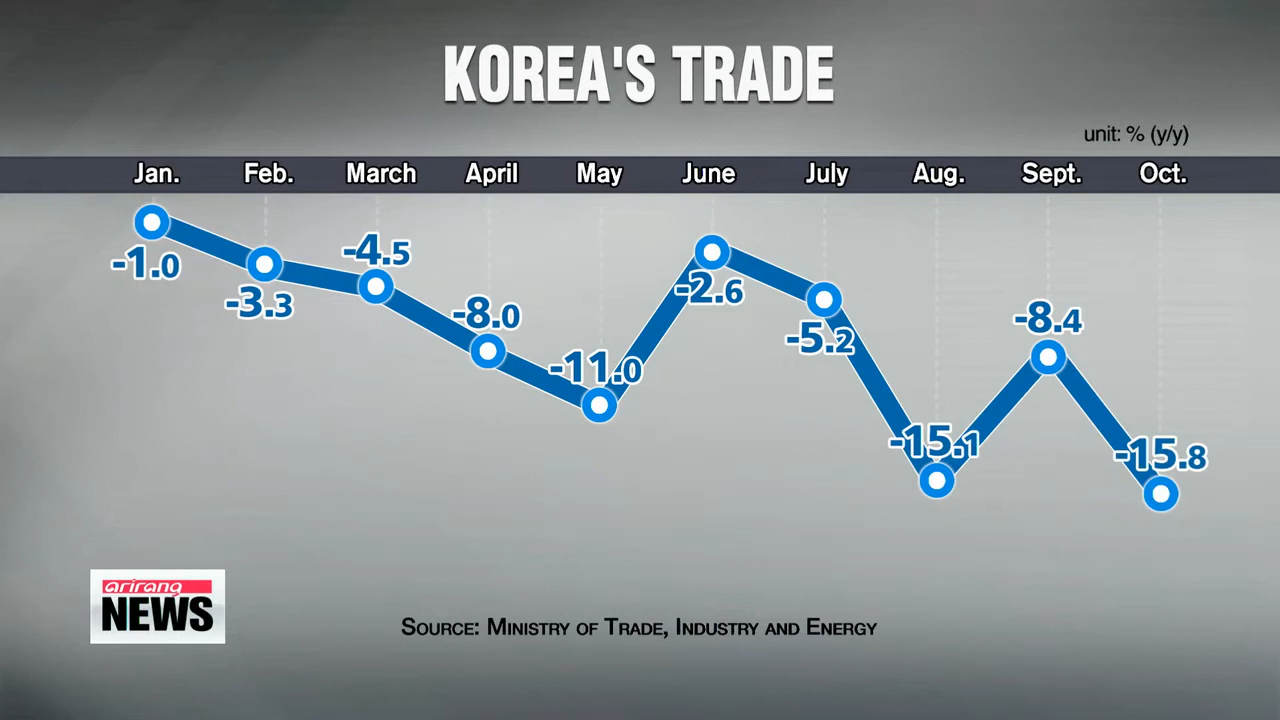 KOREA'S TRADE
unit: % (y/y)
Jan. Feb. March April May June July Aug. Sept. Oct.
-1.0 -3.3 -4.5 -8.0 -11.0 -2.6 -5.2 -15.1 -8.4 -15.8
arirang
NEWS
SOURCE: MINISTRY OF TRADE, INDUSTRY AND ENERGY